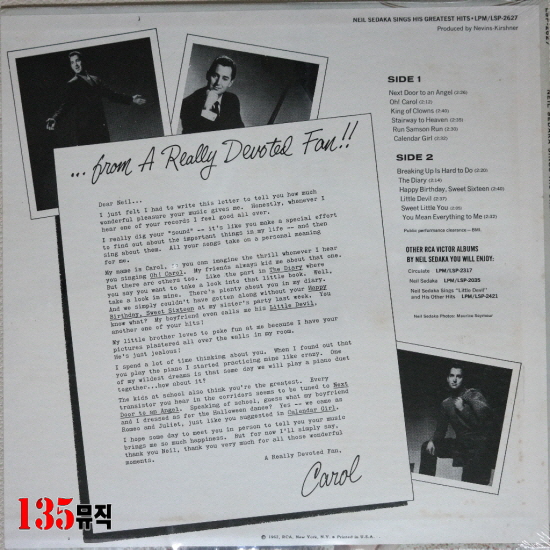 NEIL SEDAKA SINGS HIS GREATEST HITS • LPM/LSP-2627
Produced by Nevins-Kirshner
SIDE 1
Next Door to an Angel
Oh! Carol (2:12)
King of Clowns
Stairway to Heaven
Run Samson Run
Calendar Girl
SIDE 2
Breaking Up Is Hard to Do
The Diary
Happy Birthday, Sweet Sixteen
Little Devil
Sweet Little You
You Mean Everything to Me
Public performance clearance—BMI.
OTHER RCA VICTOR ALBUMS
BY NEIL SEDAKA YOU WILL ENJOY:
Circulate LPM/LSP-2317
Neil Sedaka LPM/LSP-2035
Neil Sedaka Sings "Little Devil"
and His Other Hits LPM/LSP-2421
Neil Sedaka Photo: Maurice Seymour
...from A Really Devoted Fan!!
Dear Neil...
I just felt I had to write this letter to tell you how much
wonderful pleasure your music gives me. Honestly, whenever I
hear one of your records I feel good all over.
I really dig your "sound" -- it's like you make a special effort
to find out about the important things in my life -- and then
sing about them. All your songs take on a personal meaning
for me.
My name is Carol, you can imagine the thrill whenever I hear
you singing Oh! Carol. My friends always kid me about that one.
But there are others too. Like the part in The Diary where
you say you want to take a look into that little book. Neil,
take a look in mine. There's plenty about you in my diary.
And we simply couldn't have gotten along without your Happy
Birthday, Sweet Sixteen at my sister's party last week. You
know what? My boyfriend even calls me his Little Devil,
another one of your hits!
My little brother loves to poke fun at me because I have your
pictures plastered all over the walls in my room.
He's just jealous!
I spend a lot of time thinking about you. When I found out that
you play the piano I started practicing mine like crazy. One
of my wildest dreams is that some day we will play a piano duet
together...how about it?
The kids at school also think you're the greatest. Every
transistor you hear in the corridors seems to be tuned to Next
Door to an Angel. Speaking of school, guess what my boyfriend
and I dressed as for the Halloween dance? Yes -- we came as
Romeo and Juliet, just like you suggested in Calendar Girl.
I hope some day to meet you in person to tell you your music
brings me so much happiness. But for now I'll simply say,
thank you Neil, thank you very much for all those wonderful
moments.
A Really Devoted Fan,
Carol
© 1962, RCA, New York, N.Y. • Printed in U.S.A.
135뮤직